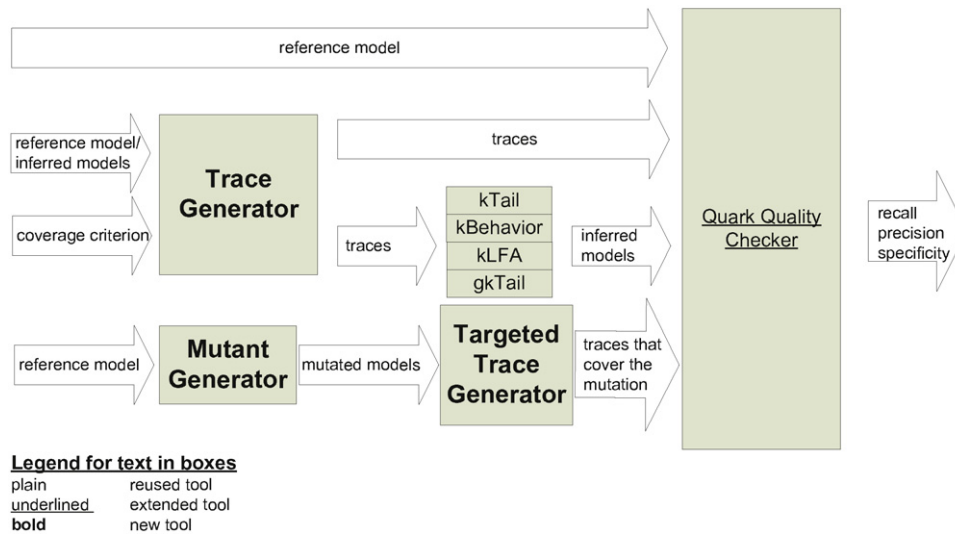 reference model
reference model/
inferred models
coverage criterion
Trace
Generator
traces
traces
kTail
kBehavior
kLFA
gkTail
inferred
models
Quark Quality
Checker
recall
precision
specificity
reference model
Mutant
Generator
mutated models
Targeted
Trace
Generator
traces that
cover the
mutation
Legend for text in boxes
plain reused tool
underlined extended tool
bold new tool